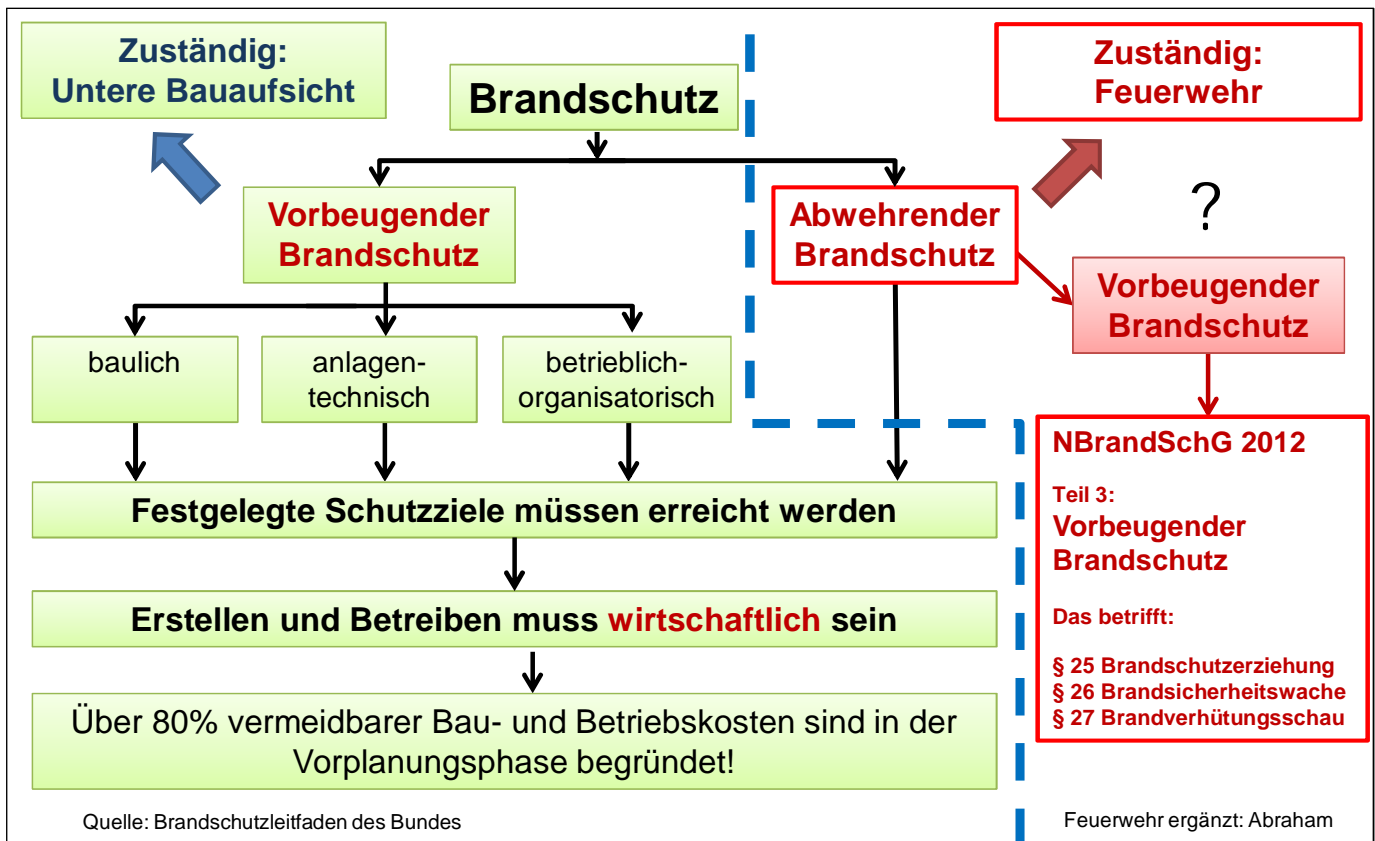 Zuständig:
Untere Bauaufsicht
Brandschutz
Zuständig:
Feuerwehr
Vorbeugender
Brandschutz
Abwehrender
Brandschutz
?
Vorbeugender
Brandschutz
baulich
anlagen-
technisch
betrieblich-
organisatorisch
Festgelegte Schutzziele müssen erreicht werden
Erstellen und Betreiben muss wirtschaftlich sein
Über 80% vermeidbarer Bau- und Betriebskosten sind in der
Vorplanungsphase begründet!
NBrandSchG 2012
Teil 3:
Vorbeugender
Brandschutz
Das betrifft:
§ 25 Brandschutzerziehung
§ 26 Brandsicherheitswache
§ 27 Brandverhütungsschau
Quelle: Brandschutzleitfaden des Bundes
Feuerwehr ergänzt: Abraham